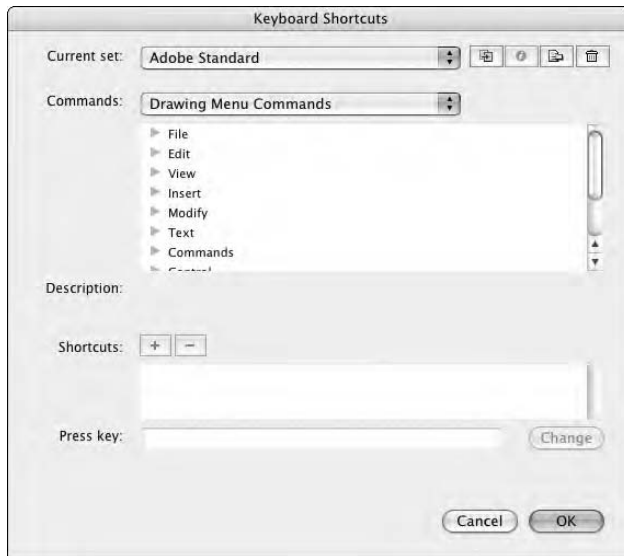 Keyboard Shortcuts
Current set: Adobe Standard
Commands: Drawing Menu Commands
File
Edit
View
Insert
Modify
Text
Commands
Control
Description:
Shortcuts: + −
Press key: Change
Cancel OK